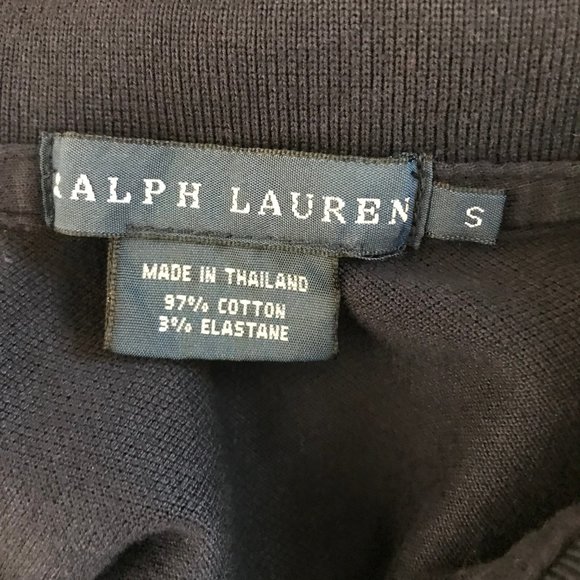 RALPH LAUREN
S
MADE IN THAILAND
97% COTTON
3% ELASTANE